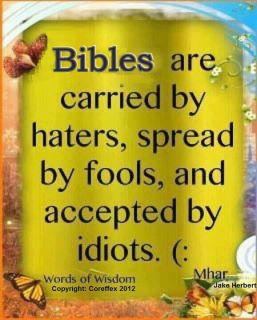 Bibles are
carried by
haters, spread
by fools, and
accepted by
idiots. (:
Words of Wisdom
Mhar
Copyright: Coreffex 2012
Jake Herbert